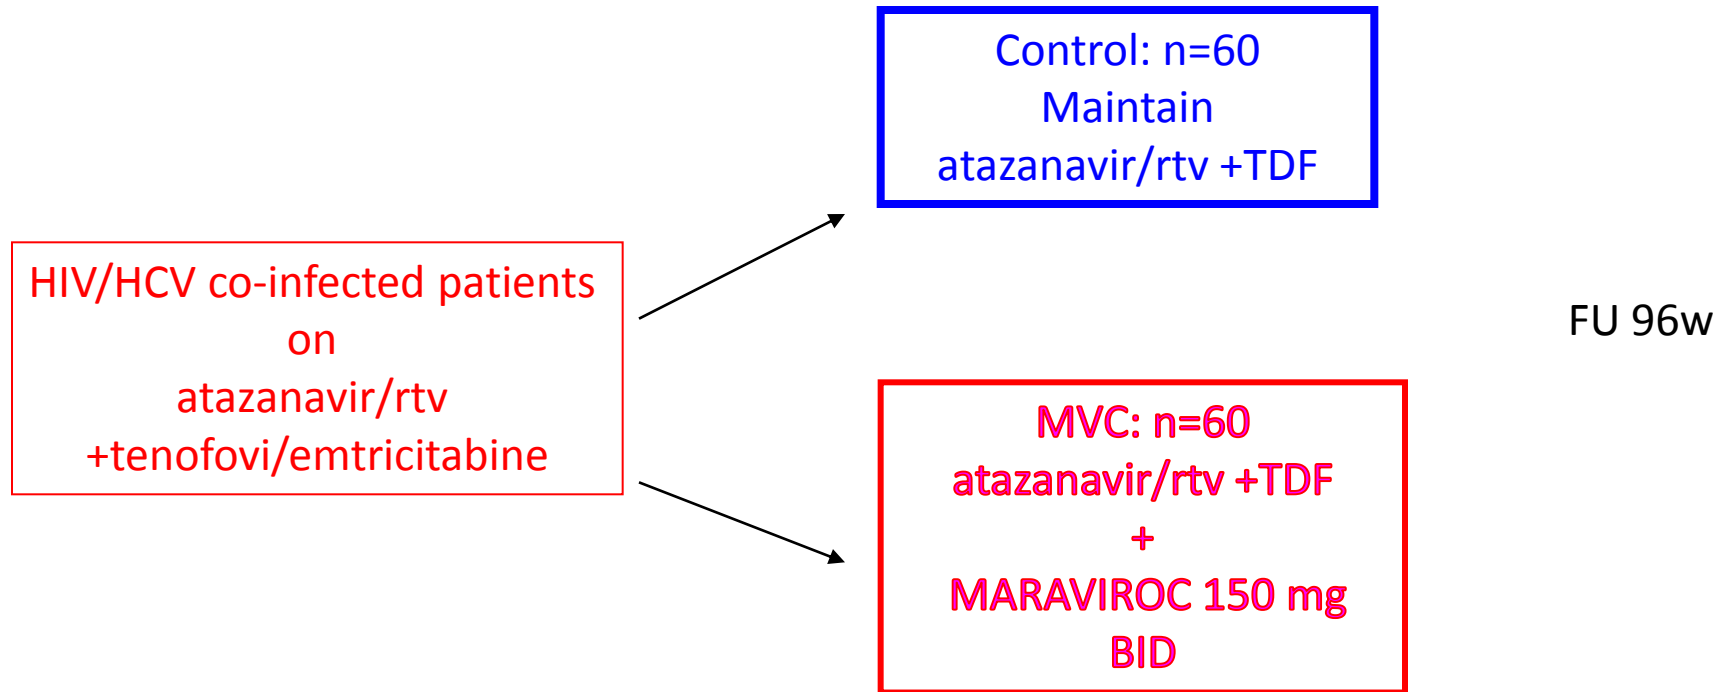 HIV/HCV co-infected patients
on
atazanavir/rtv
+tenofovi/emtricitabine
Control: n=60
Maintain
atazanavir/rtv +TDF
MVC: n=60
atazanavir/rtv +TDF
+
MARAVIROC 150 mg
BID
FU 96w